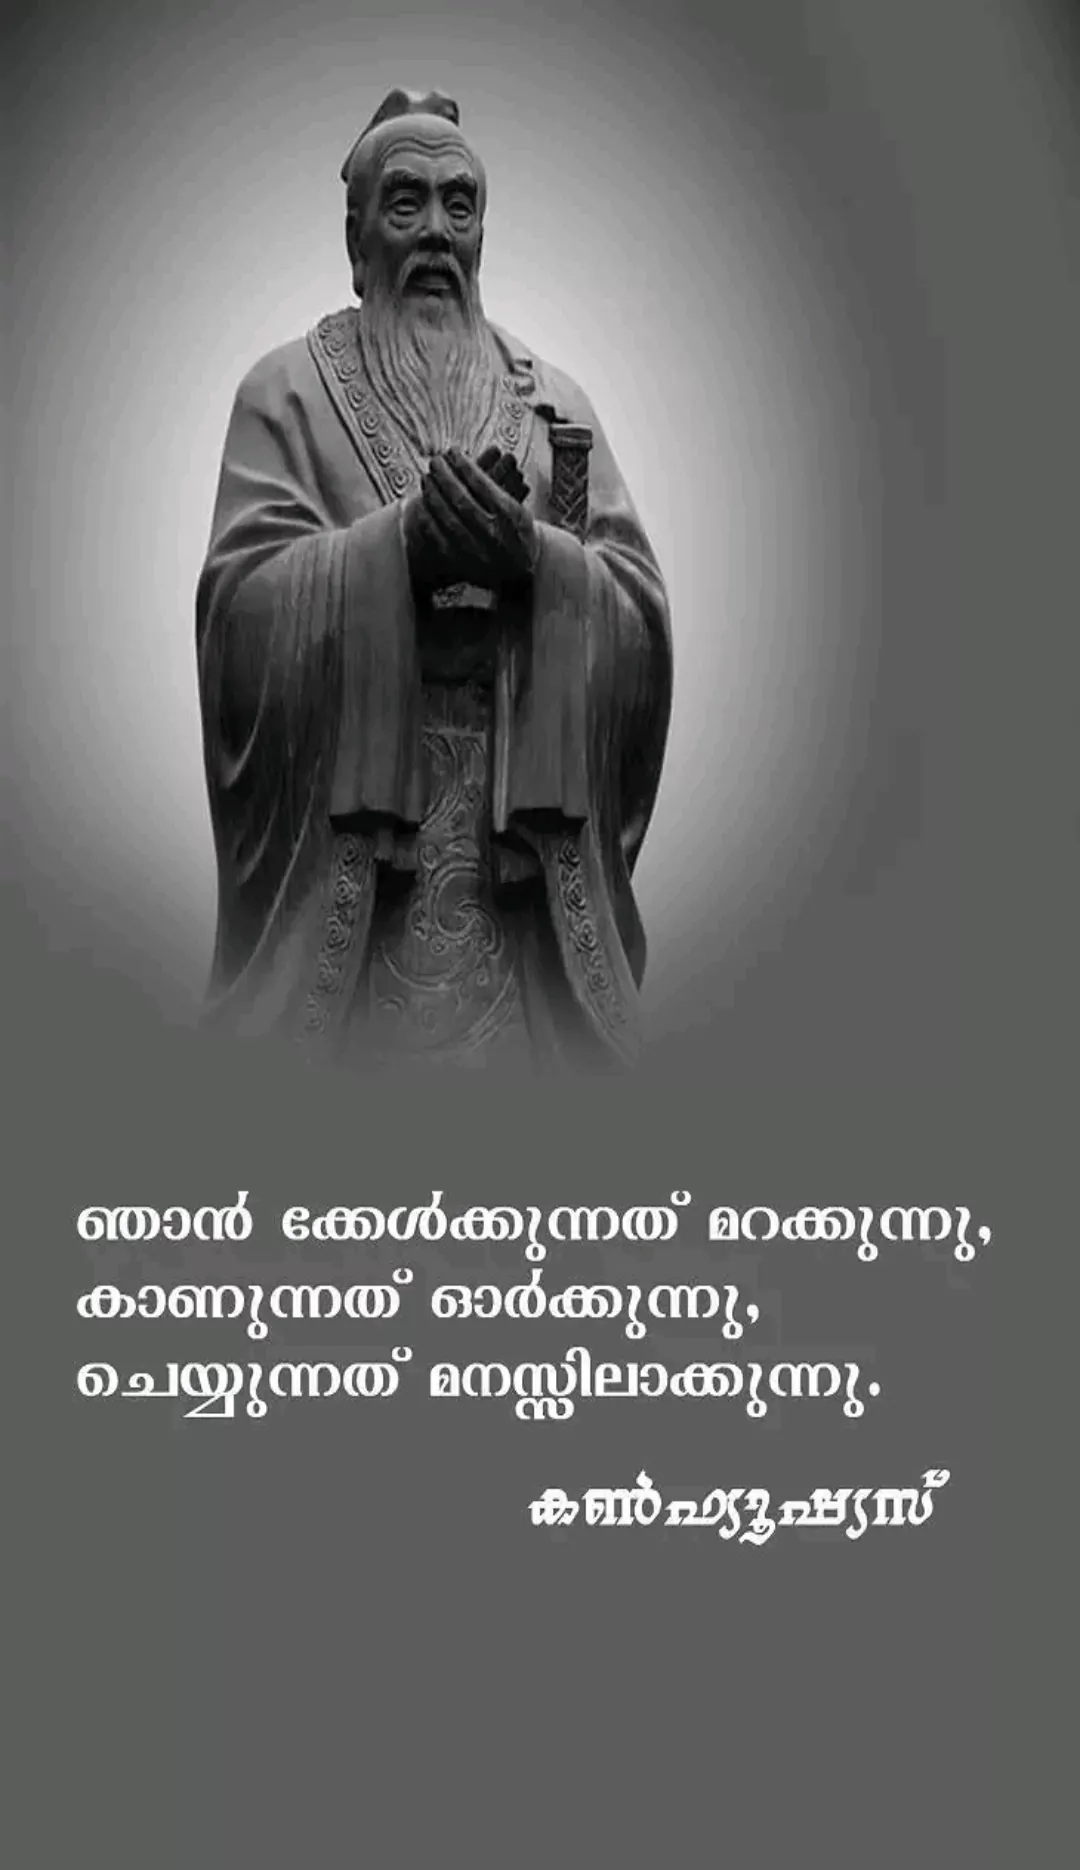 ഞാൻ ക്കേൾക്കുന്നത് മറക്കുന്നു,
കാണുന്നത് ഓർക്കുന്നു,
ചെയ്യുന്നത് മനസ്സിലാക്കുന്നു.
കൺഫ്യൂഷ്യസ്